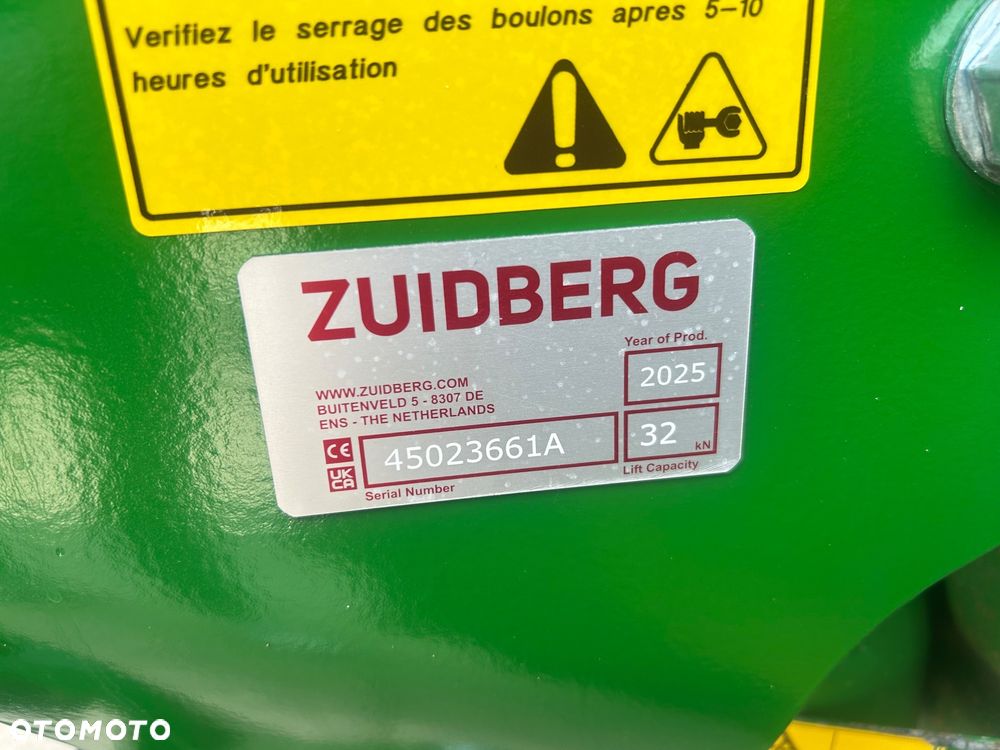 Verifiez le serrage des boulons apres 5-10
heures d'utilisation
ZUIDBERG
Year of Prod.
2025
WWW.ZUIDBERG.COM
BUITENVELD 5 - 8307 DE
ENS - THE NETHERLANDS
CE
UK
CA
45023661A
Serial Number
32 kN
Lift Capacity
OTOMOTO